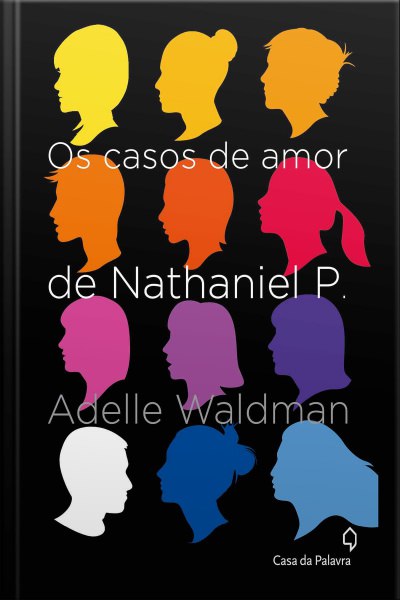 Os casos de amor
de Nathaniel P.
Adelle Waldman
Casa da Palavra